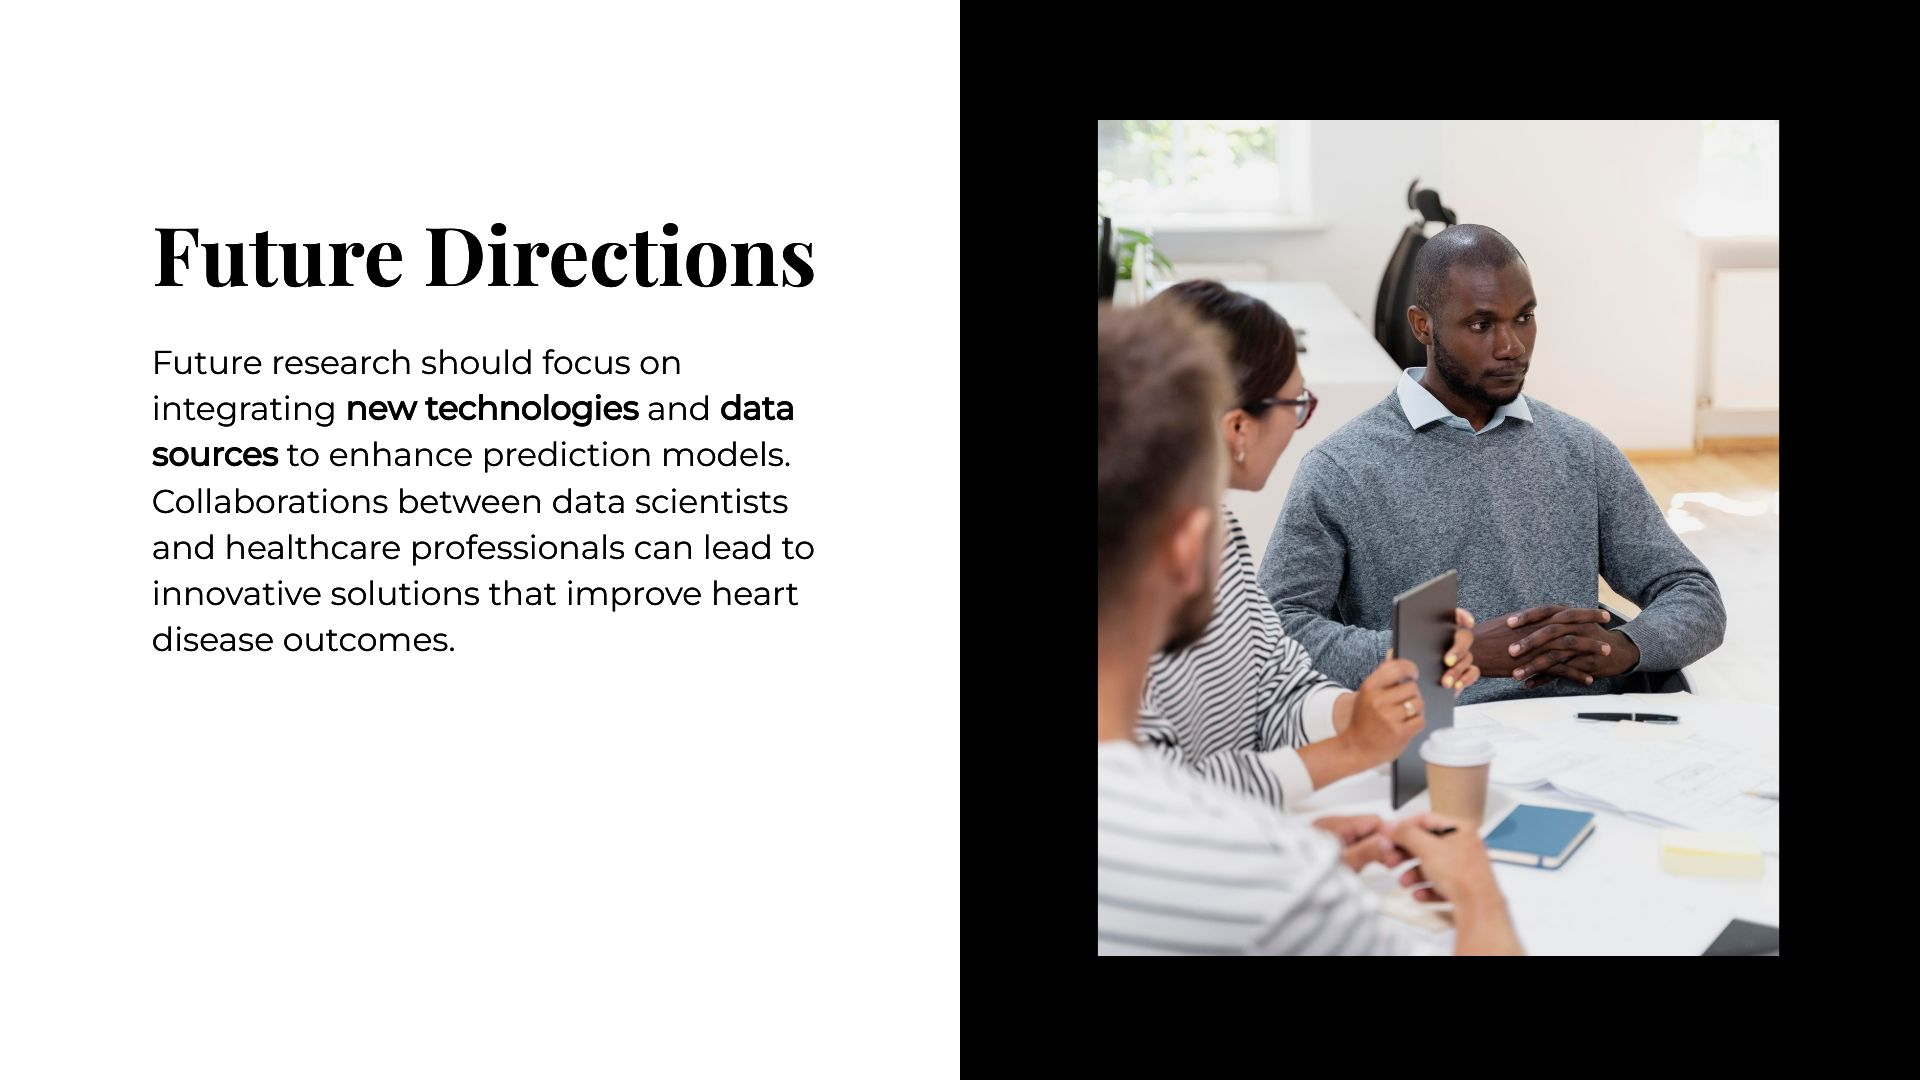 Future Directions
Future research should focus on
integrating new technologies and data
sources to enhance prediction models.
Collaborations between data scientists
and healthcare professionals can lead to
innovative solutions that improve heart
disease outcomes.